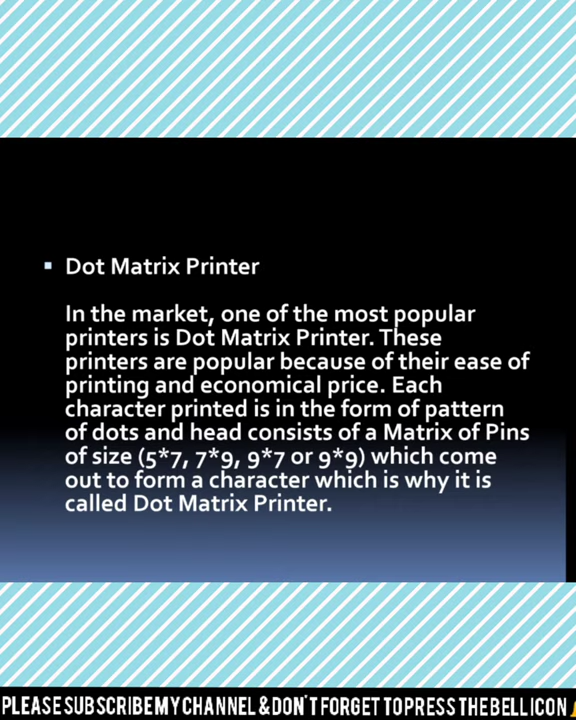 ▪ Dot Matrix Printer
In the market, one of the most popular
printers is Dot Matrix Printer. These
printers are popular because of their ease of
printing and economical price. Each
character printed is in the form of pattern
of dots and head consists of a Matrix of Pins
of size (5*7, 7*9, 9*7 or 9*9) which come
out to form a character which is why it is
called Dot Matrix Printer.
PLEASE SUBSCRIBE MY CHANNEL & DON'T FORGET TO PRESS THE BELL ICON